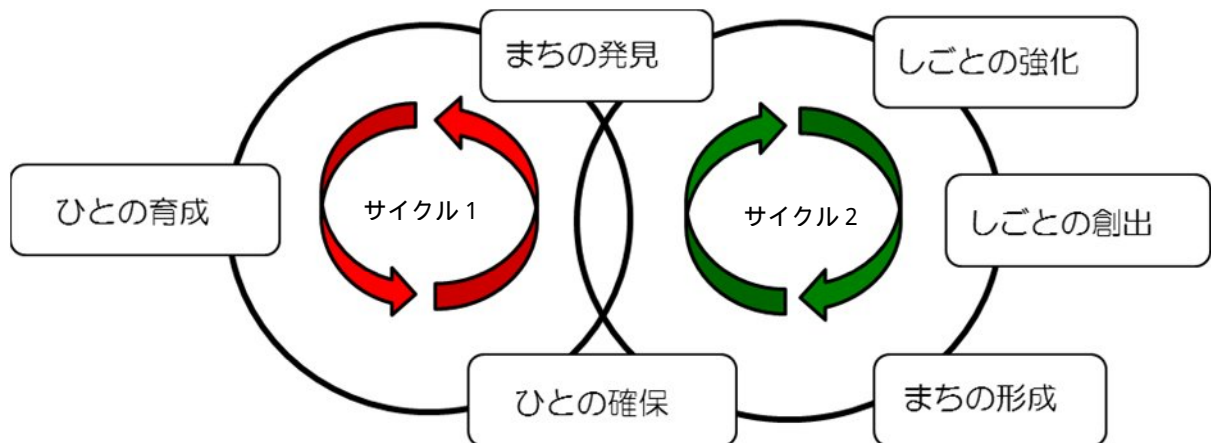 まちの発見
しごとの強化
ひとの育成
サイクル1
サイクル2
しごとの創出
ひとの確保
まちの形成